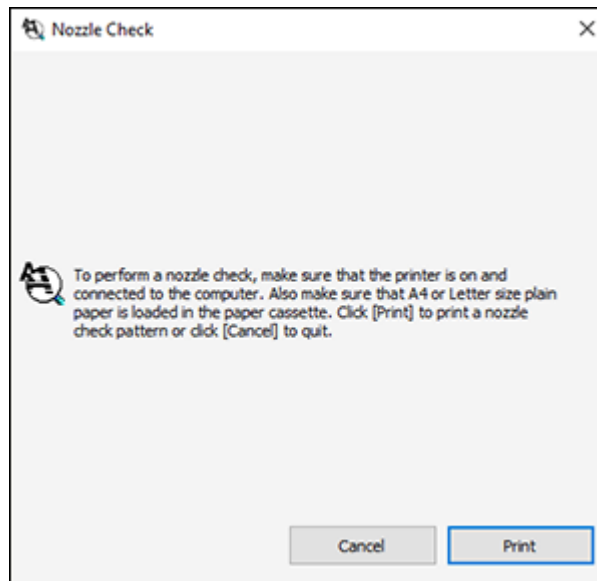 Nozzle Check
To perform a nozzle check, make sure that the printer is on and
connected to the computer. Also make sure that A4 or Letter size plain
paper is loaded in the paper cassette. Click [Print] to print a nozzle
check pattern or click [Cancel] to quit.
Cancel Print